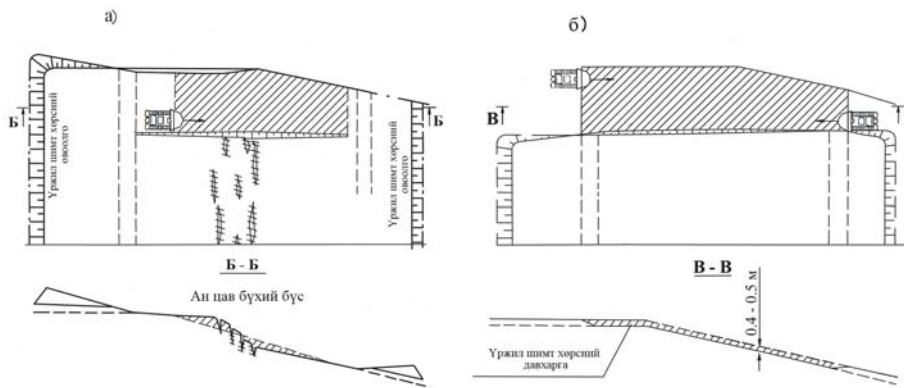 а)
б)
Б
Б
В
Үржил шимт хөрсний
овоолго
Үржил шимт хөрсний
овоолго
Б - Б
В - В
Ан цав бүхий бүс
0.4 - 0.5 м
Үржил шимт хөрсний
давхарга